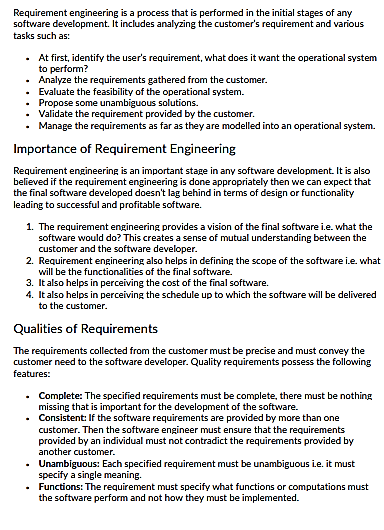 Requirement engineering is a process that is performed in the initial stages of any
software development. It includes analyzing the customer's requirement and various
tasks such as:
• At first, identify the user's requirement, what does it want the operational system
to perform?
• Analyze the requirements gathered from the customer.
• Evaluate the feasibility of the operational system.
• Propose some unambiguous solutions.
• Validate the requirement provided by the customer.
• Manage the requirements as far as they are modelled into an operational system.
Importance of Requirement Engineering
Requirement engineering is an important stage in any software development. It is also
believed if the requirement engineering is done appropriately then we can expect that
the final software developed doesn't lag behind in terms of design or functionality
leading to successful and profitable software.
1. The requirement engineering provides a vision of the final software i.e. what the
software would do? This creates a sense of mutual understanding between the
customer and the software developer.
2. Requirement engineering also helps in defining the scope of the software i.e. what
will be the functionalities of the final software.
3. It also helps in perceiving the cost of the final software.
4. It also helps in perceiving the schedule up to which the software will be delivered
to the customer.
Qualities of Requirements
The requirements collected from the customer must be precise and must convey the
customer need to the software developer. Quality requirements possess the following
features:
• Complete: The specified requirements must be complete, there must be nothing
missing that is important for the development of the software.
• Consistent: If the software requirements are provided by more than one
customer. Then the software engineer must ensure that the requirements
provided by an individual must not contradict the requirements provided by
another customer.
• Unambiguous: Each specified requirement must be unambiguous i.e. it must
specify a single meaning.
• Functions: The requirement must specify what functions or computations must
the software perform and not how they must be implemented.